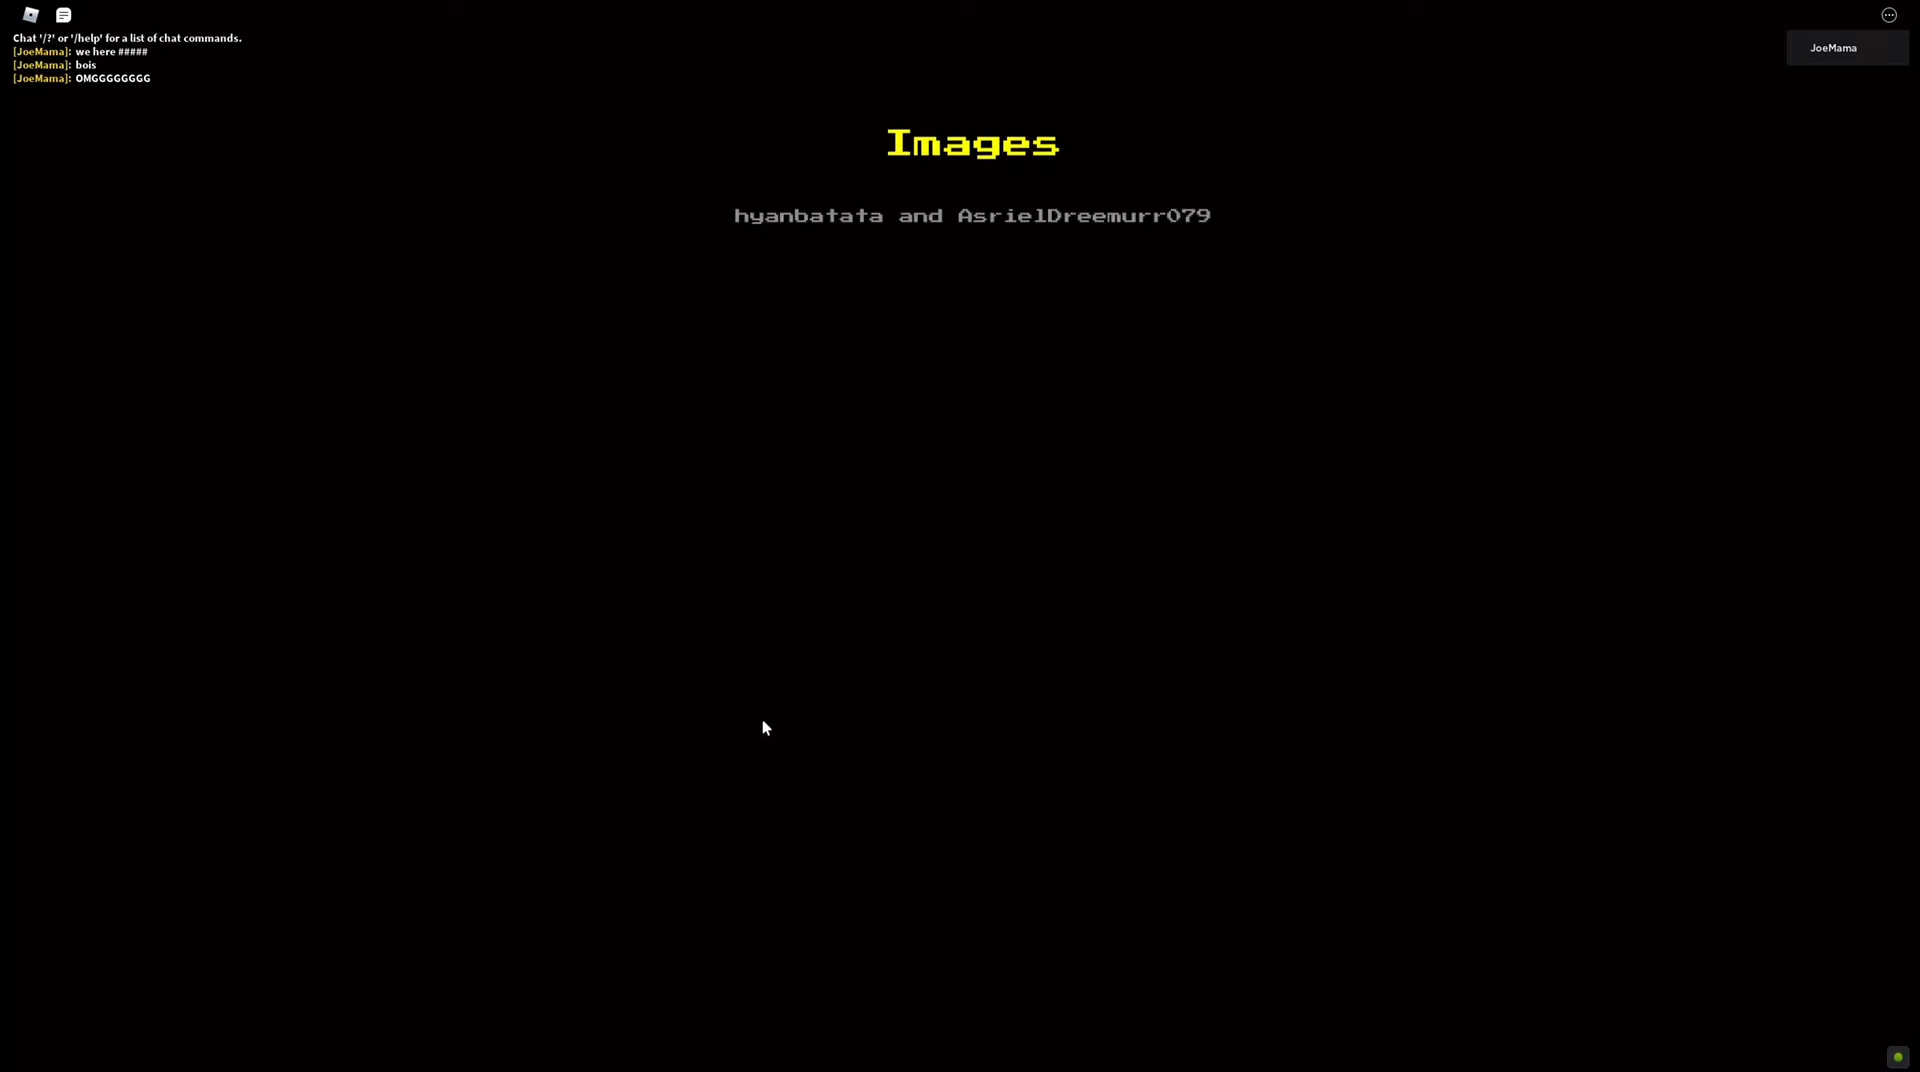 Chat '/?' or '/help' for a list of chat commands.
[JoeMama]: we here #####
[JoeMama]: bois
[JoeMama]: OMGGGGGGGG
JoeMama
Images
hyanbatata and AsrielDreemurr079